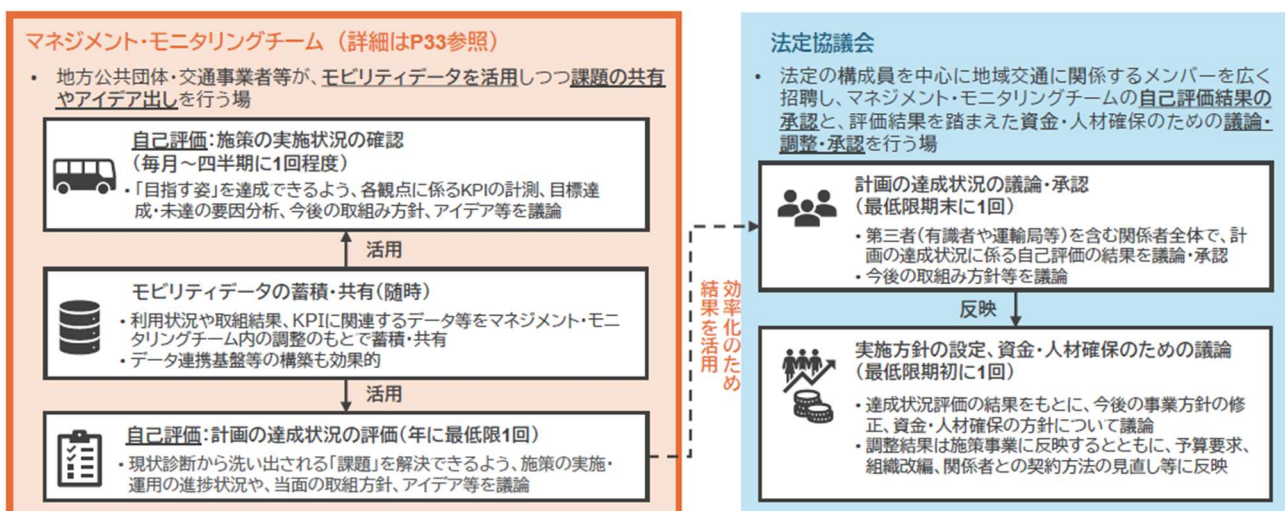 マネジメント・モニタリングチーム （詳細はP33参照）
• 地方公共団体・交通事業者等が、モビリティデータを活用しつつ課題の共有
やアイデア出しを行う場
自己評価：施策の実施状況の確認
(毎月～四半期に1回程度)
・「目指す姿」を達成できるよう、各観点に係るKPIの計測、目標達
成・未達の要因分析、今後の取組み方針、アイデア等を議論
活用
モビリティデータの蓄積・共有(随時)
・利用状況や取組結果、KPIに関連するデータ等をマネジメント・モニ
タリングチーム内の調整のもとで蓄積・共有
・データ連携基盤等の構築も効果的
活用
自己評価：計画の達成状況の評価(年に最低限1回)
・現状診断から洗い出される「課題」を解決できるよう、施策の実施・
運用の進捗状況や、当面の取組方針、アイデア等を議論
効率化のため
結果を活用
法定協議会
• 法定の構成員を中心に地域交通に関係するメンバーを広く
招聘し、マネジメント・モニタリングチームの自己評価結果の
承認と、評価結果を踏まえた資金・人材確保のための議論・
調整・承認を行う場
計画の達成状況の議論・承認
(最低限期末に1回)
・第三者(有識者や運輸局等)を含む関係者全体で、計
画の達成状況に係る自己評価の結果を議論・承認
・今後の取組み方針等を議論
反映
実施方針の設定、資金・人材確保のための議論
(最低限期初に1回)
・達成状況評価の結果をもとに、今後の事業方針の修
正、資金・人材確保の方針について議論
・調整結果は施策事業に反映するとともに、予算要求、
組織改編、関係者との契約方法の見直し等に反映